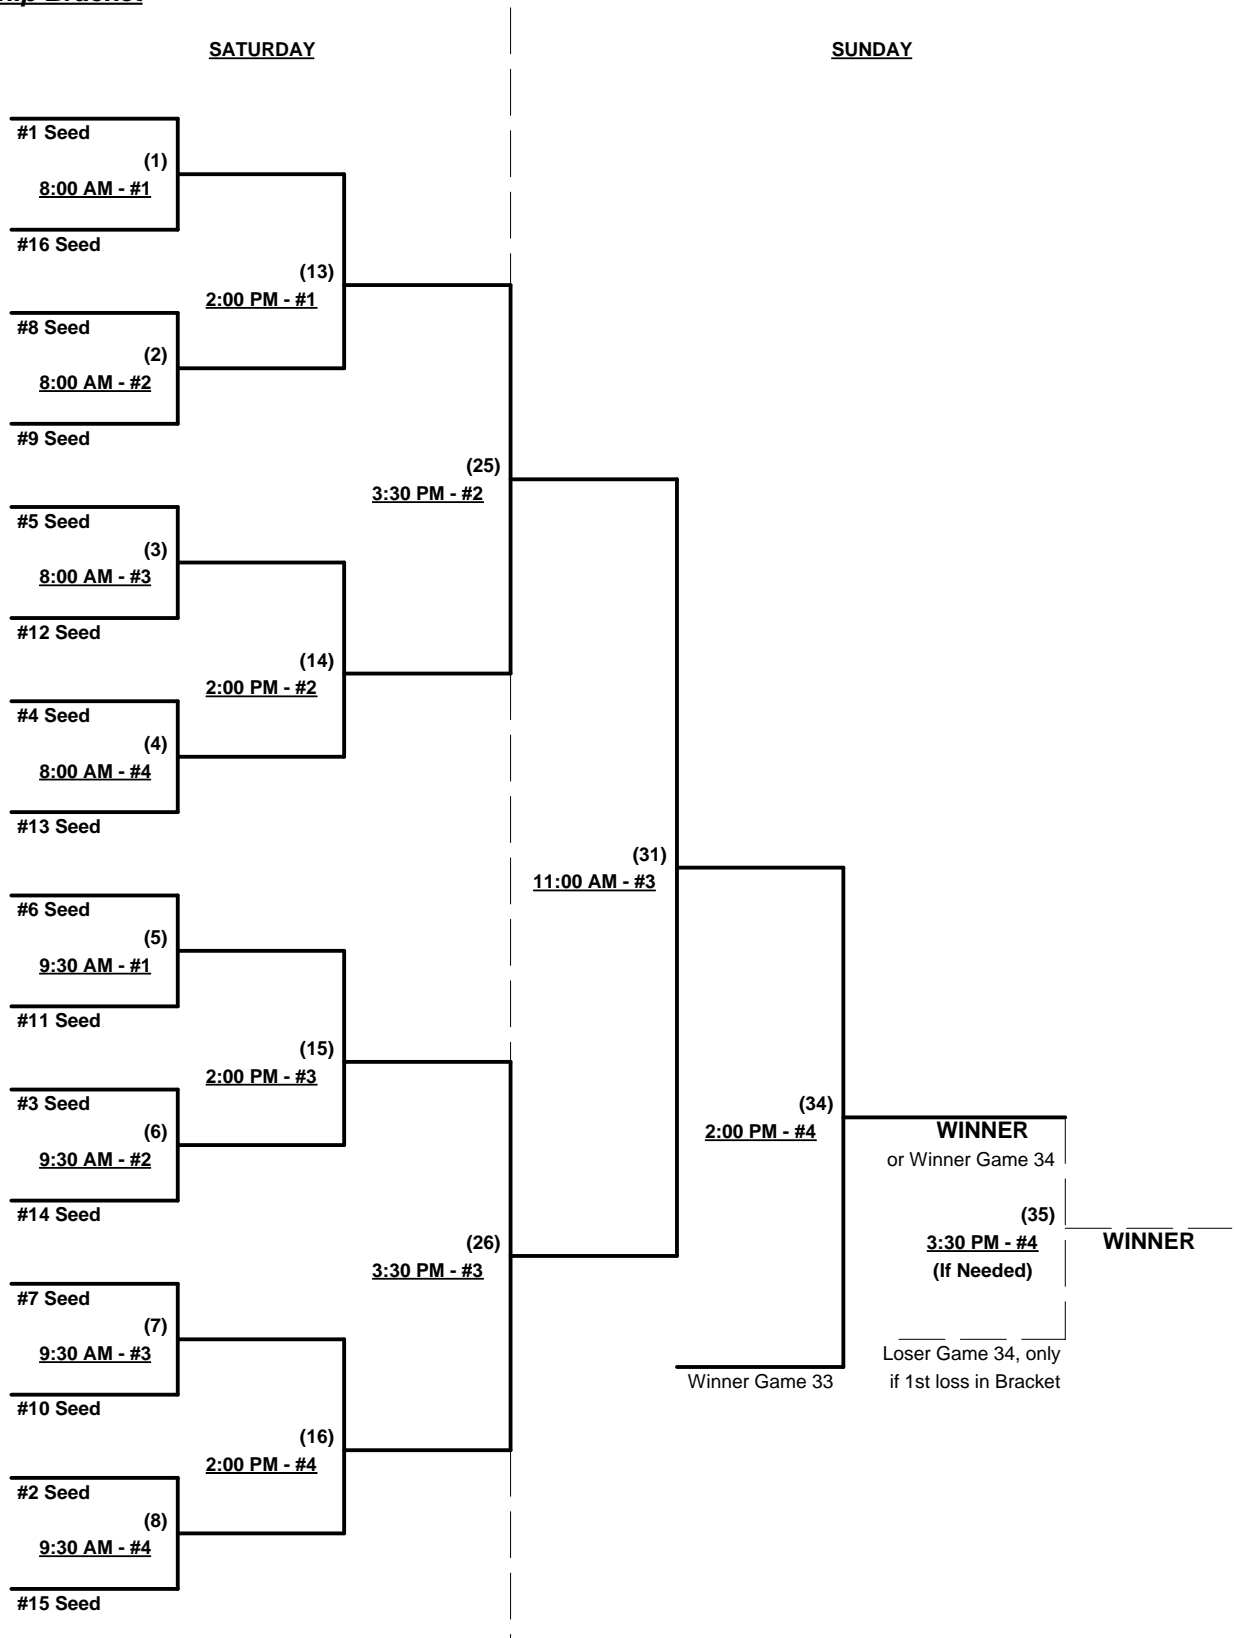 SATURDAY
SUNDAY
#1 Seed
(1)
8:00 AM - #1
#16 Seed
(13)
2:00 PM - #1
#8 Seed
(2)
8:00 AM - #2
#9 Seed
(25)
3:30 PM - #2
#5 Seed
(3)
8:00 AM - #3
#12 Seed
(14)
2:00 PM - #2
#4 Seed
(4)
8:00 AM - #4
#13 Seed
(31)
11:00 AM - #3
#6 Seed
(5)
9:30 AM - #1
#11 Seed
(15)
2:00 PM - #3
#3 Seed
(6)
9:30 AM - #2
#14 Seed
(34)
2:00 PM - #4
WINNER
or Winner Game 34
(35)
3:30 PM - #4
(If Needed)
WINNER
(26)
3:30 PM - #3
#7 Seed
(7)
9:30 AM - #3
#10 Seed
Winner Game 33
Loser Game 34, only
if 1st loss in Bracket
(16)
2:00 PM - #4
#2 Seed
(8)
9:30 AM - #4
#15 Seed